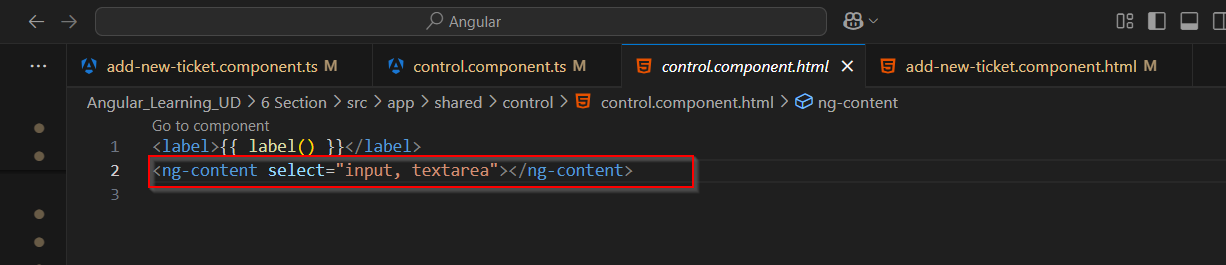 Angular
add-new-ticket.component.ts M
control.component.ts M
control.component.html
add-new-ticket.component.html M
Angular_Learning_UD > 6 Section > src > app > shared > control > control.component.html > ng-content
Go to component
1 <label>{{ label() }}</label>
2 <ng-content select="input, textarea"></ng-content>
3